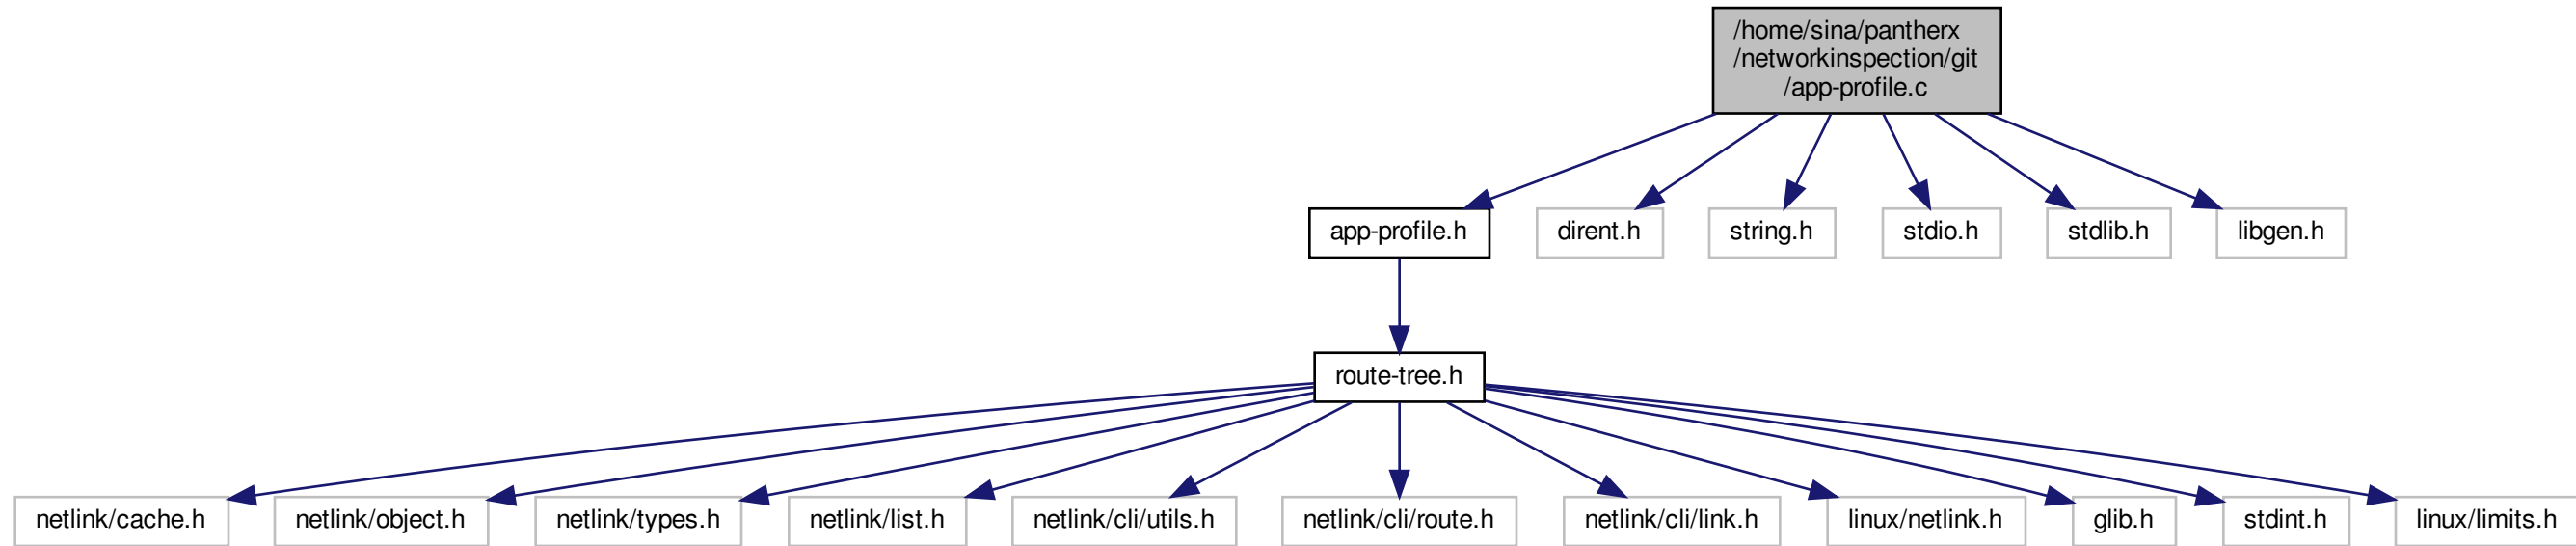 /home/sina/pantherx
/networkinspection/git
/app-profile.c
app-profile.h
dirent.h
string.h
stdio.h
stdlib.h
libgen.h
route-tree.h
netlink/cache.h
netlink/object.h
netlink/types.h
netlink/list.h
netlink/cli/utils.h
netlink/cli/route.h
netlink/cli/link.h
linux/netlink.h
glib.h
stdint.h
linux/limits.h